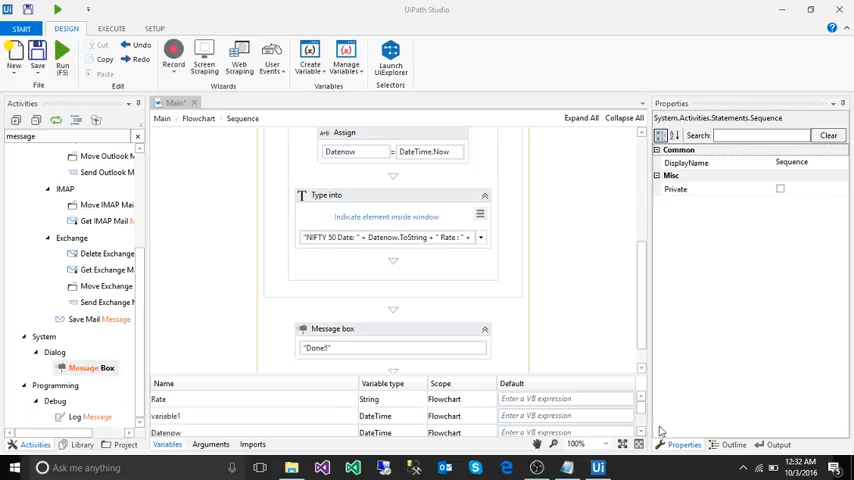 UiPath Studio
START
DESIGN
EXECUTE
SETUP
New
Save
Run
(F5)
Cut
Copy
Paste
Undo
Redo
Record
Screen
Scraping
Web
Scraping
User
Events
Create
Variable
Manage
Variables
Launch
UiExplorer
File
Edit
Wizards
Variables
Selectors
Activities
Main*
Properties
message
Main
Flowchart
Sequence
Expand All
Collapse All
System.Activities.Statements.Sequence
Search:
Clear
Common
DisplayName
Sequence
Misc
Private
Move Outlook M
Send Outlook M
IMAP
Move IMAP Mai
Get IMAP Mail M
Exchange
Delete Exchange
Get Exchange M
Move Exchange
Send Exchange M
Save Mail Message
System
Dialog
Message Box
Programming
Debug
Log Message
A+B Assign
Datenow
=
DateTime.Now
Type into
Indicate element inside window
"NIFTY 50 Date: " + Datenow.ToString + " Rate : " +
Message box
"Done!!"
Name
Variable type
Scope
Default
Rate
String
Flowchart
Enter a VB expression
variable1
DateTime
Flowchart
Enter a VB expression
Datenow
DateTime
Flowchart
Enter a VB expression
Activities
Library
Project
Variables
Arguments
Imports
100%
Properties
Outline
Output
Ask me anything
12:32 AM
10/3/2016